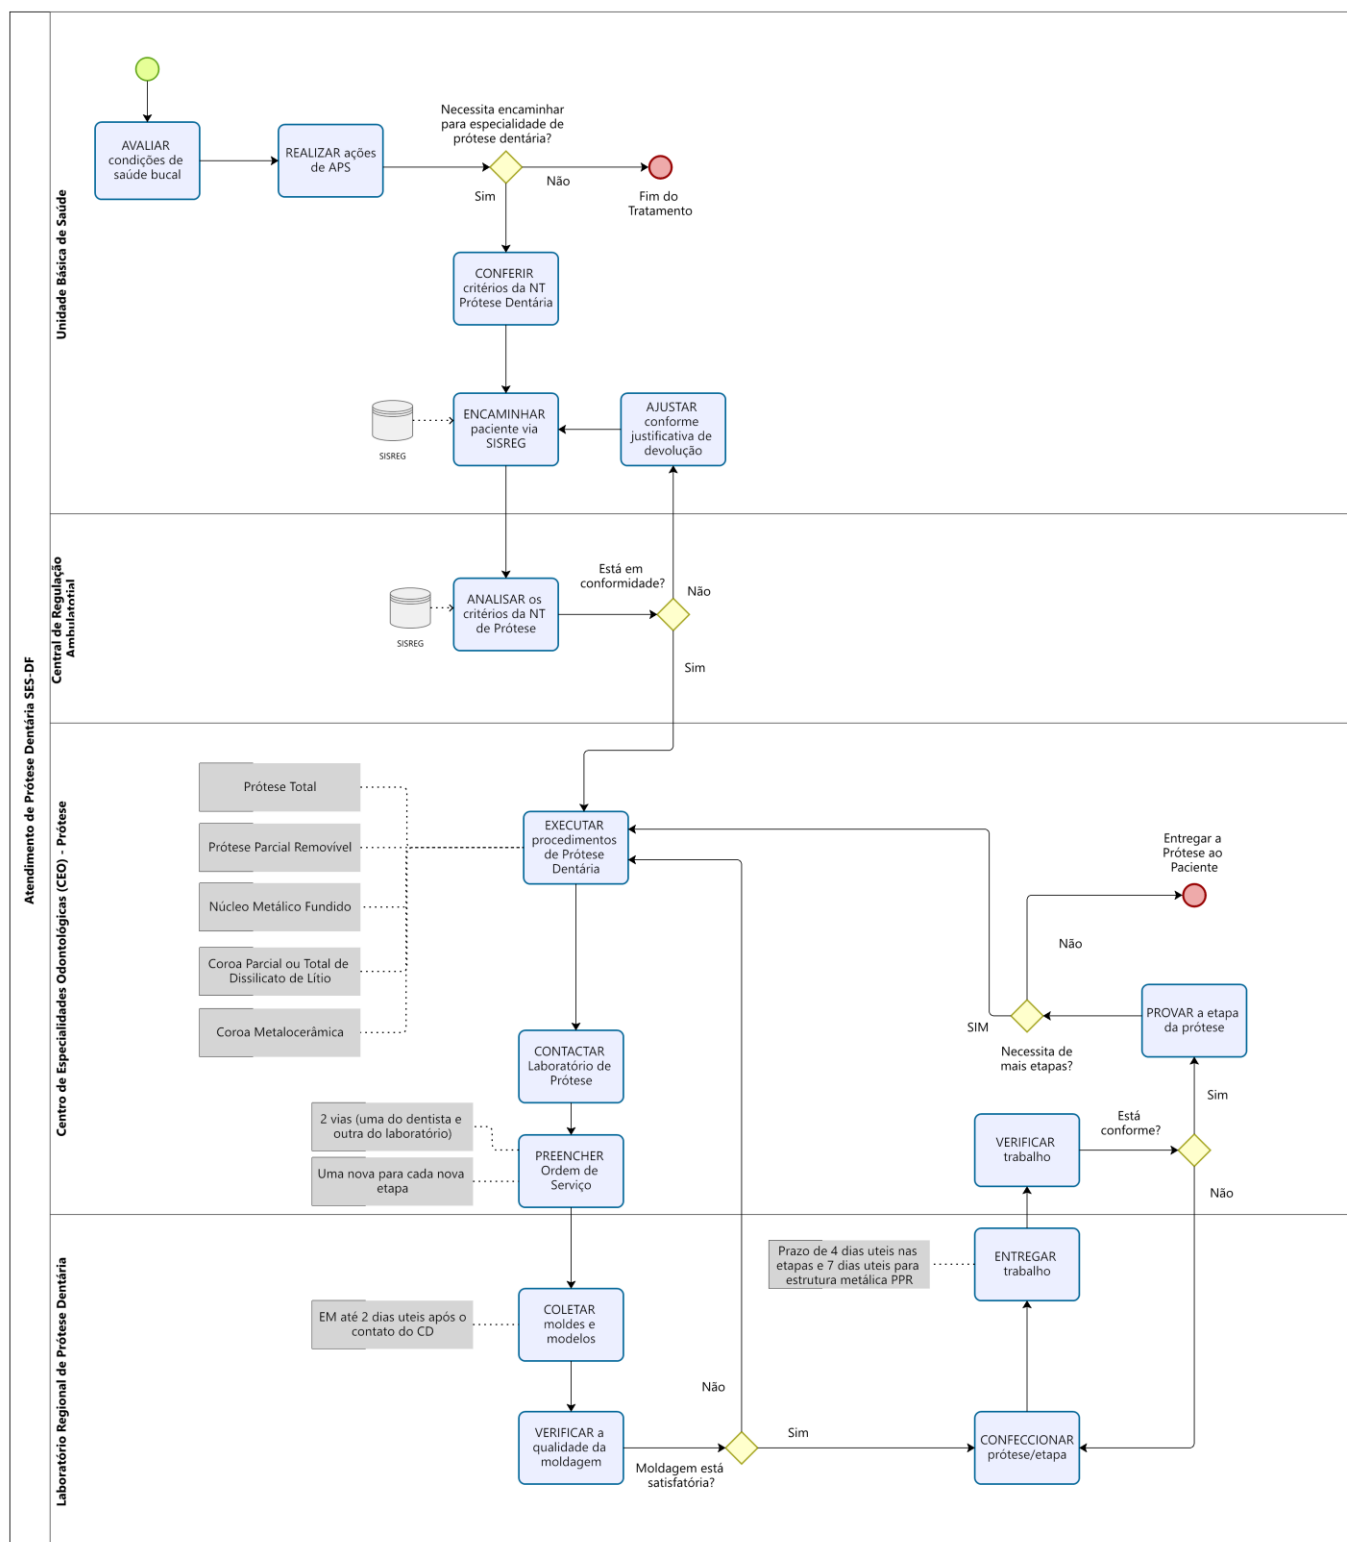 Atendimento de Prótese Dentária SES-DF
Unidade Básica de Saúde
AVALIAR
condições de
saúde bucal
REALIZAR ações
de APS
Necessita encaminhar
para especialidade de
prótese dentária?
Não
Sim
Fim do
Tratamento
CONFERIR
critérios da NT
Prótese Dentária
SISREG
ENCAMINHAR
paciente via
SISREG
AJUSTAR
conforme
justificativa de
devolução
Central de Regulação
Ambulatotial
SISREG
ANALISAR os
critérios da NT
de Prótese
Está em
conformidade?
Não
Sim
Centro de Especialidades Odontológicas (CEO) - Prótese
Prótese Total
Prótese Parcial Removível
Núcleo Metálico Fundido
Coroa Parcial ou Total de
Dissilicato de Lítio
Coroa Metalocerâmica
EXECUTAR
procedimentos
de Prótese
Dentária
Entregar a
Prótese ao
Paciente
Não
SIM
Necessita de
mais etapas?
PROVAR a etapa
da prótese
CONTACTAR
Laboratório de
Prótese
2 vias (uma do dentista e
outra do laboratório)
Uma nova para cada nova
etapa
PREENCHER
Ordem de
Serviço
VERIFICAR
trabalho
Está
conforme?
Sim
Não
Laboratório Regional de Prótese Dentária
Prazo de 4 dias uteis nas
etapas e 7 dias uteis para
estrutura metálica PPR
ENTREGAR
trabalho
EM até 2 dias uteis após o
contato do CD
COLETAR
moldes e
modelos
VERIFICAR a
qualidade da
moldagem
Não
Sim
Moldagem está
satisfatória?
CONFECCIONAR
prótese/etapa